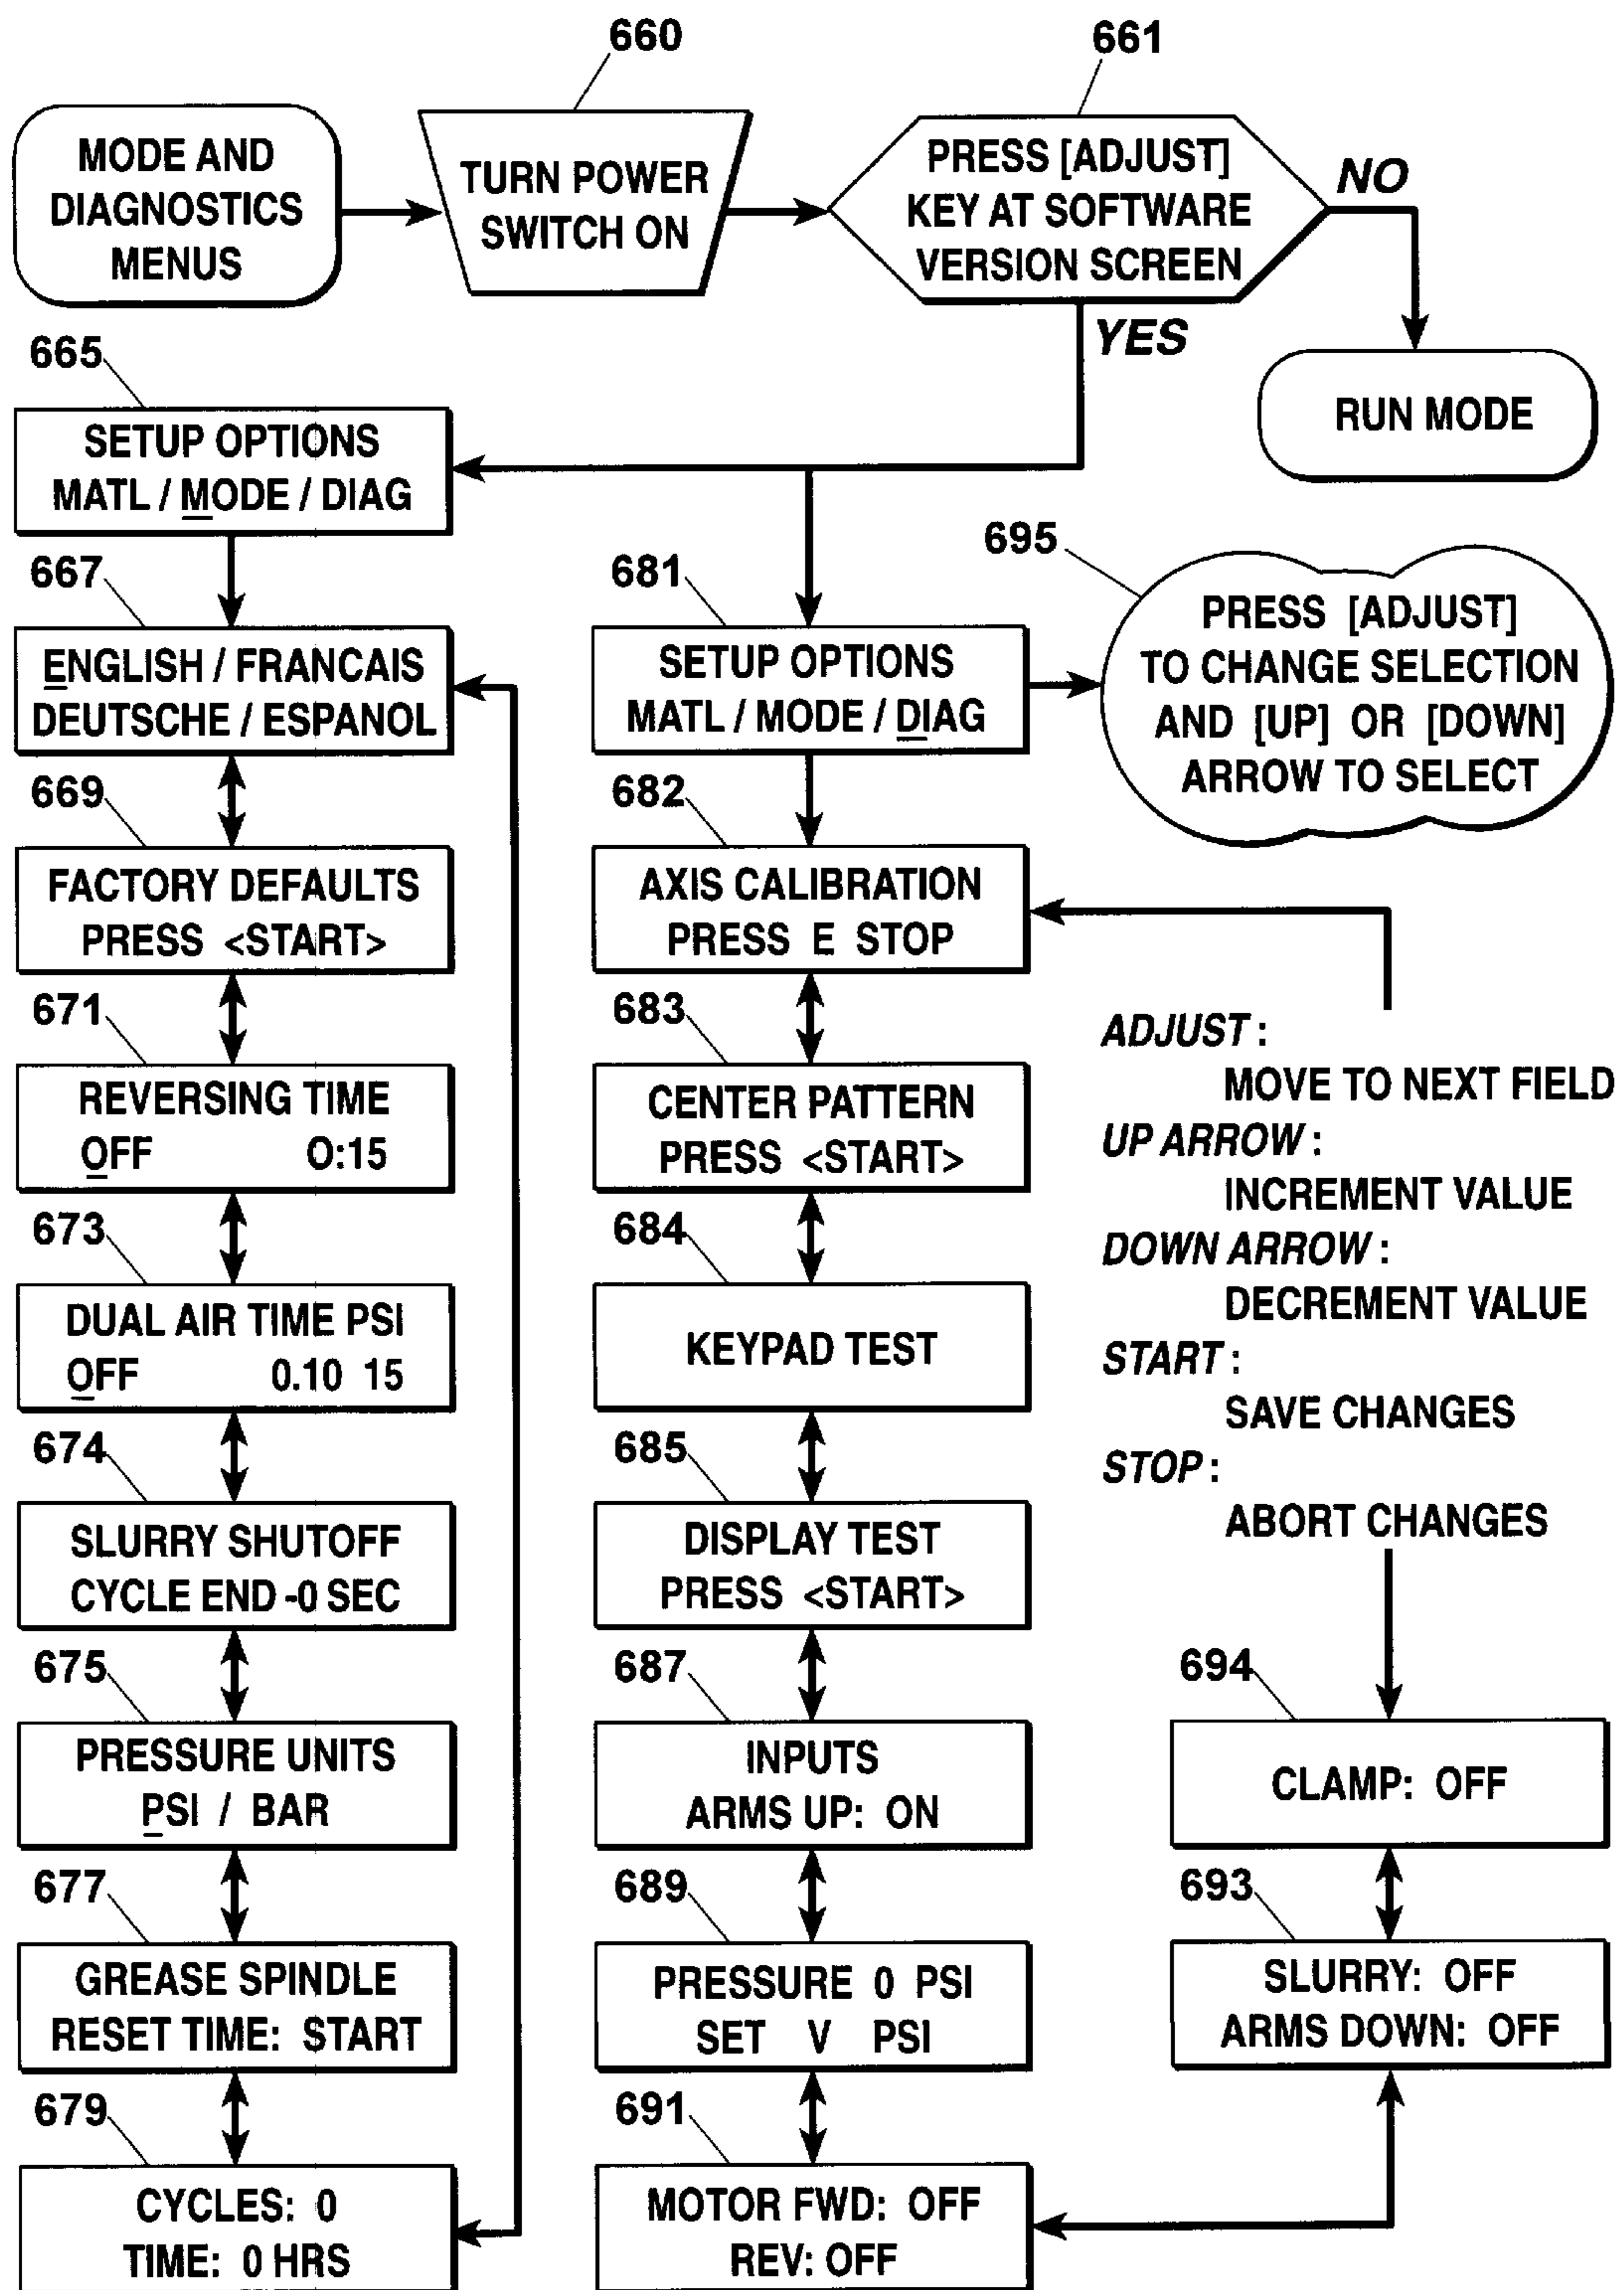 660
661
MODE AND
DIAGNOSTICS
MENUS
TURN POWER
SWITCH ON
PRESS [ADJUST]
KEY AT SOFTWARE
VERSION SCREEN
NO
YES
RUN MODE
665
SETUP OPTIONS
MATL / MODE / DIAG
667
ENGLISH / FRANCAIS
DEUTSCHE / ESPANOL
669
FACTORY DEFAULTS
PRESS <START>
671
REVERSING TIME
OFF O:15
673
DUAL AIR TIME PSI
OFF 0.10 15
674
SLURRY SHUTOFF
CYCLE END -0 SEC
675
PRESSURE UNITS
PSI / BAR
677
GREASE SPINDLE
RESET TIME: START
679
CYCLES: 0
TIME: 0 HRS
681
SETUP OPTIONS
MATL / MODE / DIAG
682
AXIS CALIBRATION
PRESS E STOP
683
CENTER PATTERN
PRESS <START>
684
KEYPAD TEST
685
DISPLAY TEST
PRESS <START>
687
INPUTS
ARMS UP: ON
689
PRESSURE 0 PSI
SET V PSI
691
MOTOR FWD: OFF
REV: OFF
695
PRESS [ADJUST]
TO CHANGE SELECTION
AND [UP] OR [DOWN]
ARROW TO SELECT
ADJUST :
MOVE TO NEXT FIELD
UP ARROW :
INCREMENT VALUE
DOWN ARROW :
DECREMENT VALUE
START :
SAVE CHANGES
STOP :
ABORT CHANGES
694
CLAMP: OFF
693
SLURRY: OFF
ARMS DOWN: OFF